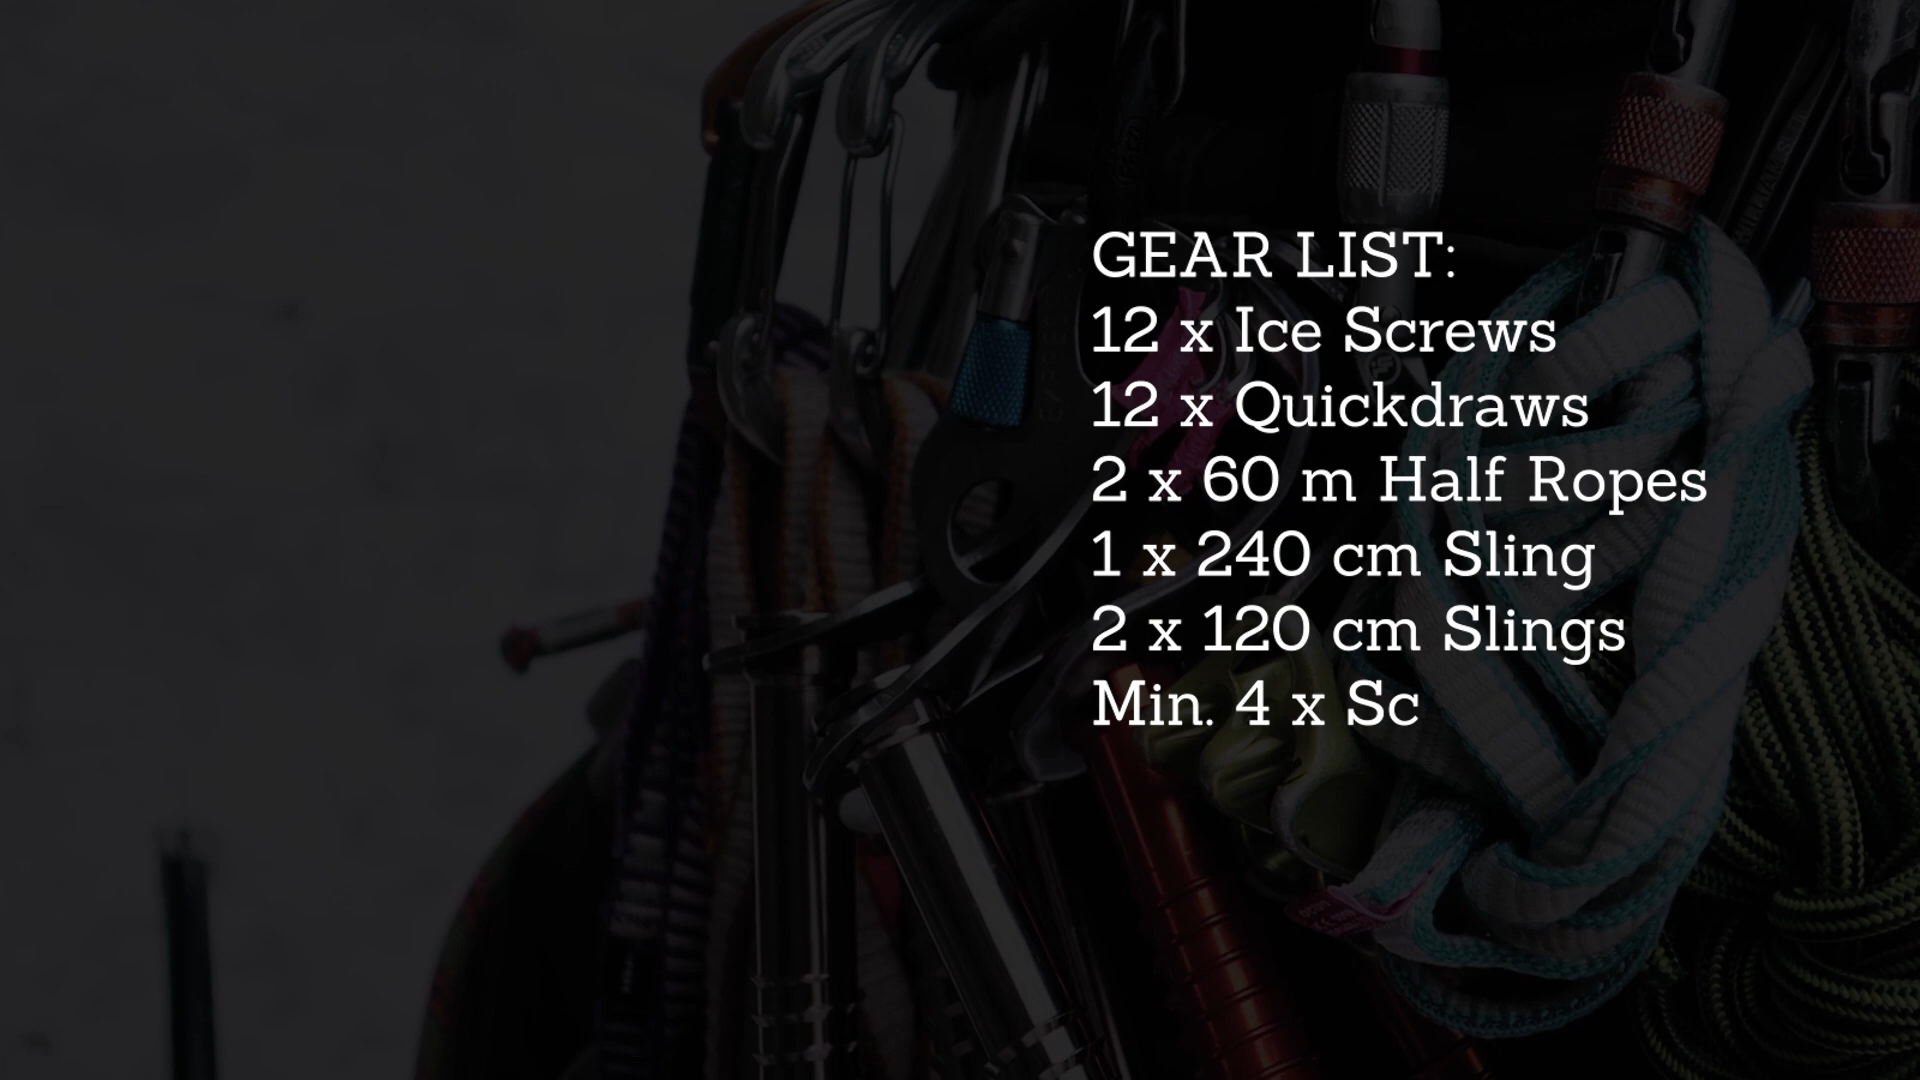 GEAR LIST:
12 x Ice Screws
12 x Quickdraws
2 x 60 m Half Ropes
1 x 240 cm Sling
2 x 120 cm Slings
Min. 4 x Sc